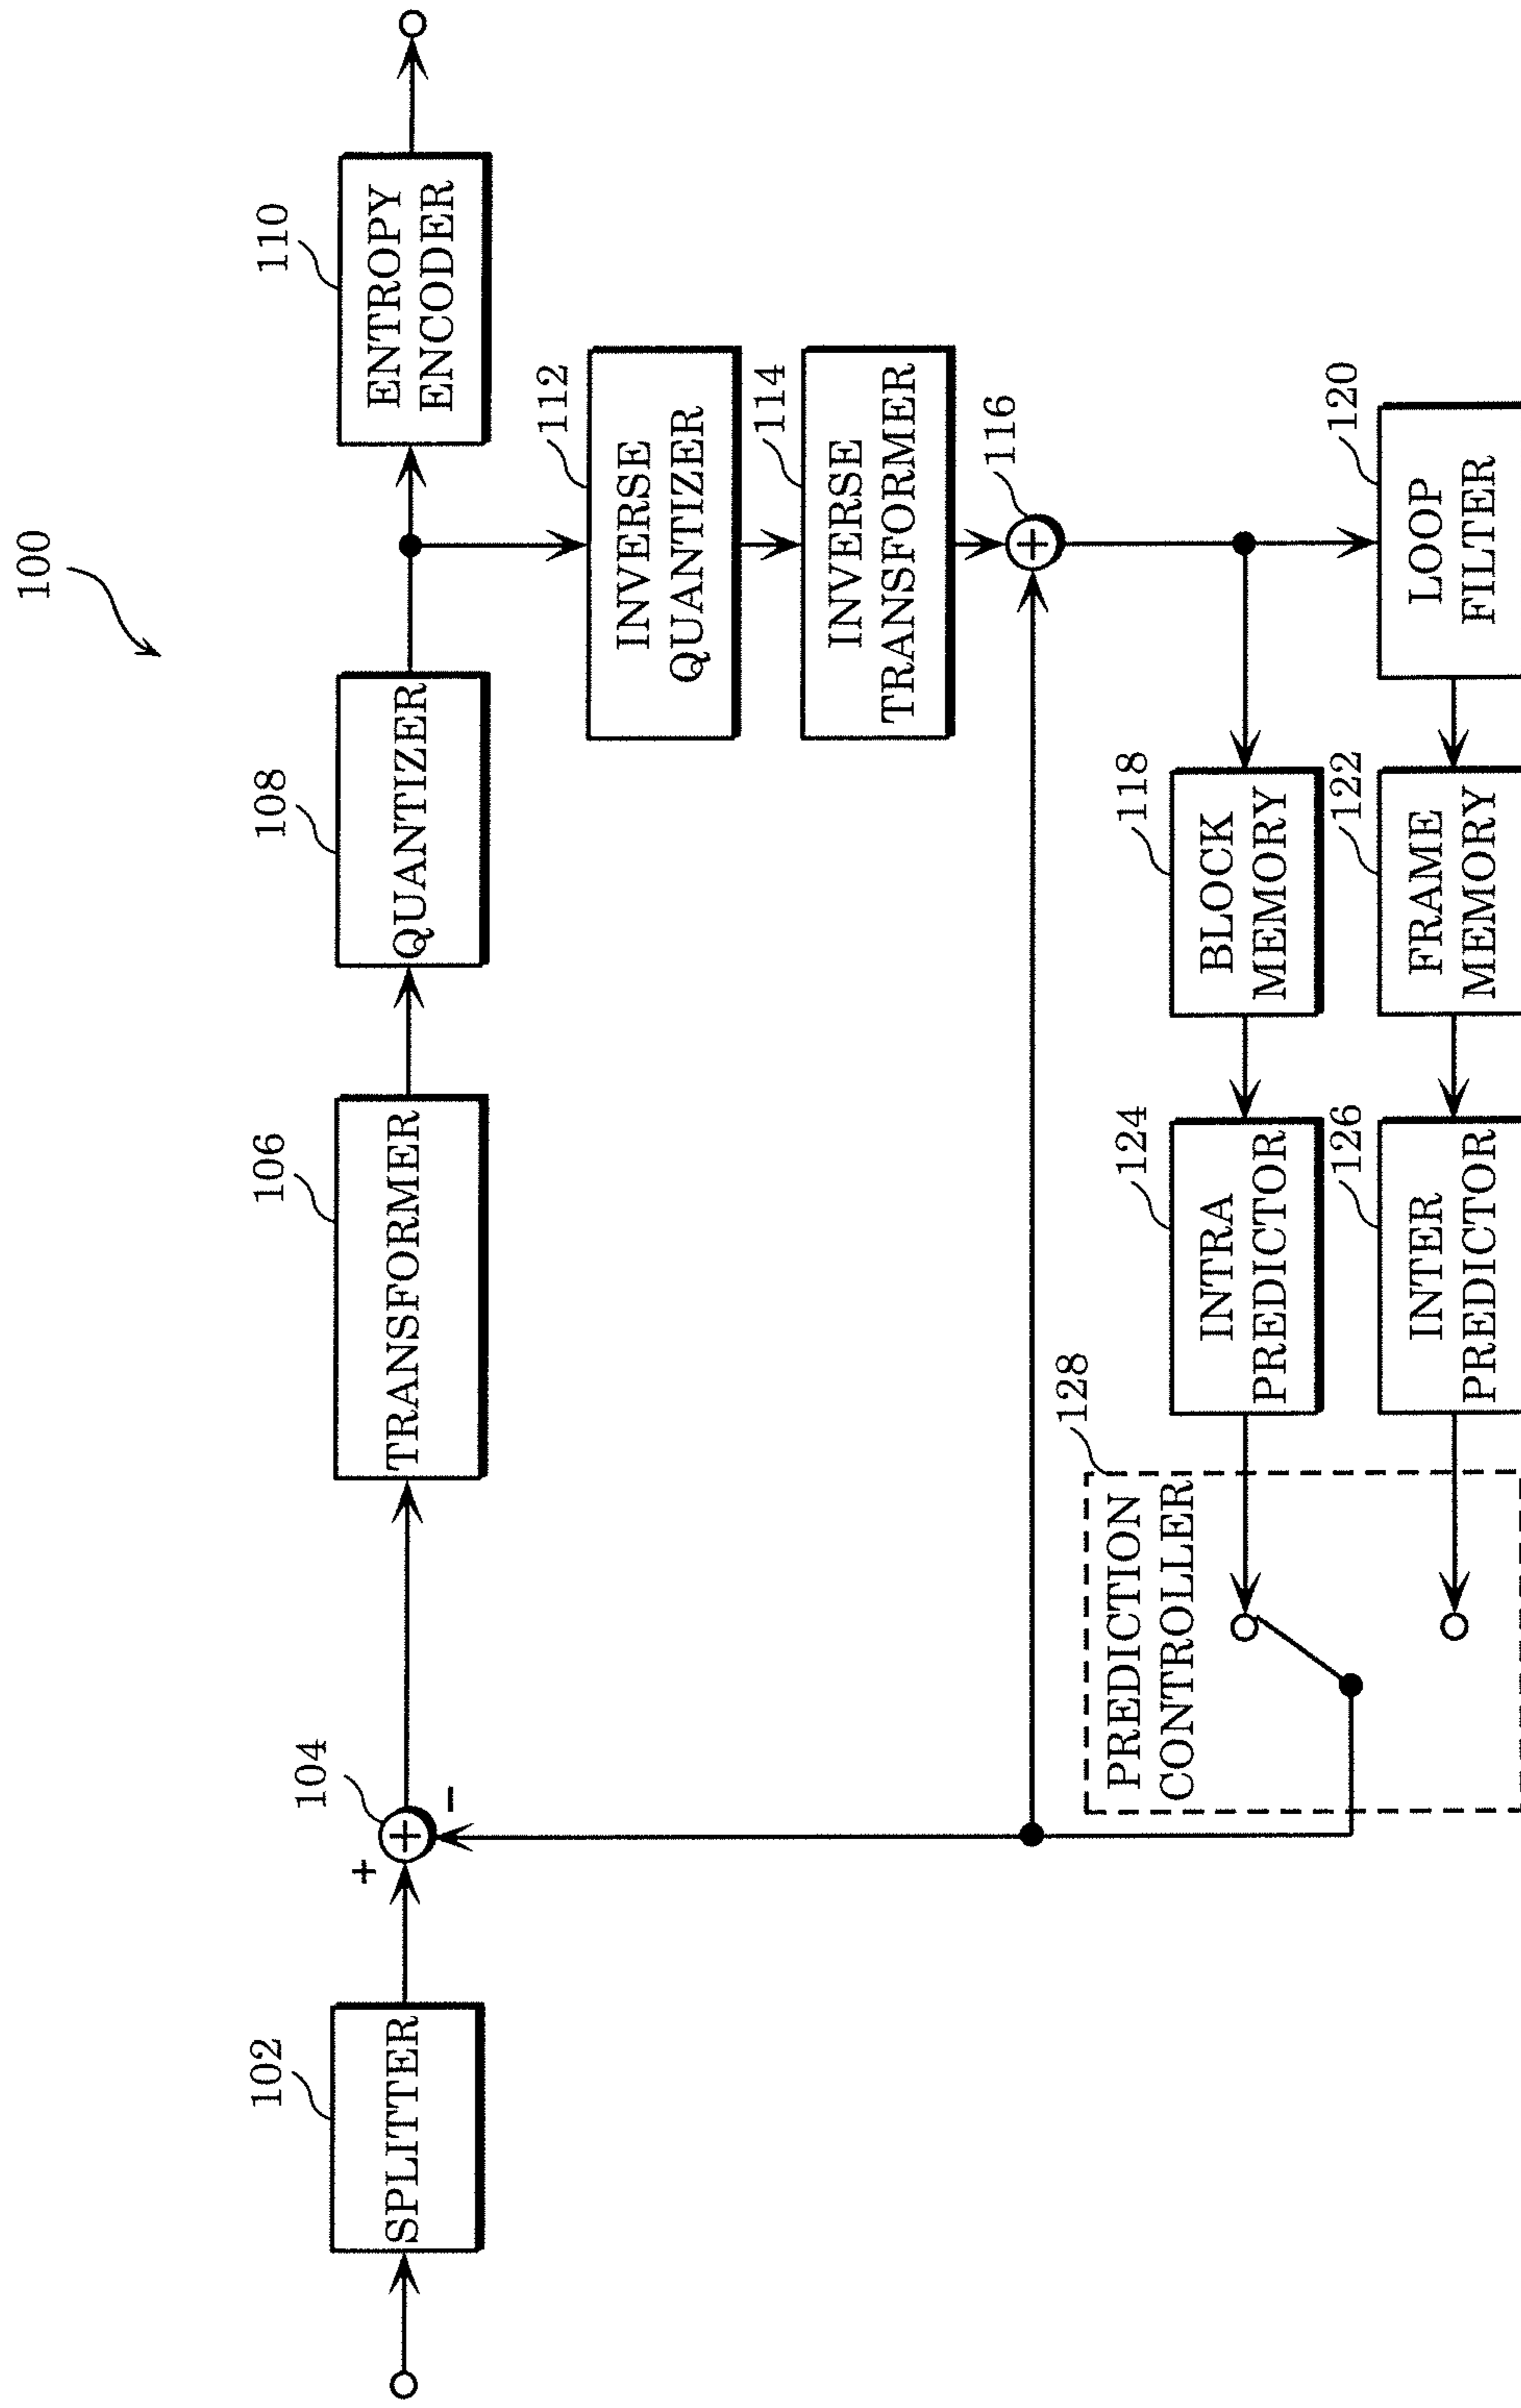 100
102
SPLITTER
104
+
−
106
TRANSFORMER
108
QUANTIZER
110
ENTROPY
ENCODER
112
INVERSE
QUANTIZER
114
INVERSE
TRANSFORMER
116
128
PREDICTION
CONTROLLER
124
INTRA
PREDICTOR
118
BLOCK
MEMORY
126
INTER
PREDICTOR
122
FRAME
MEMORY
120
LOOP
FILTER